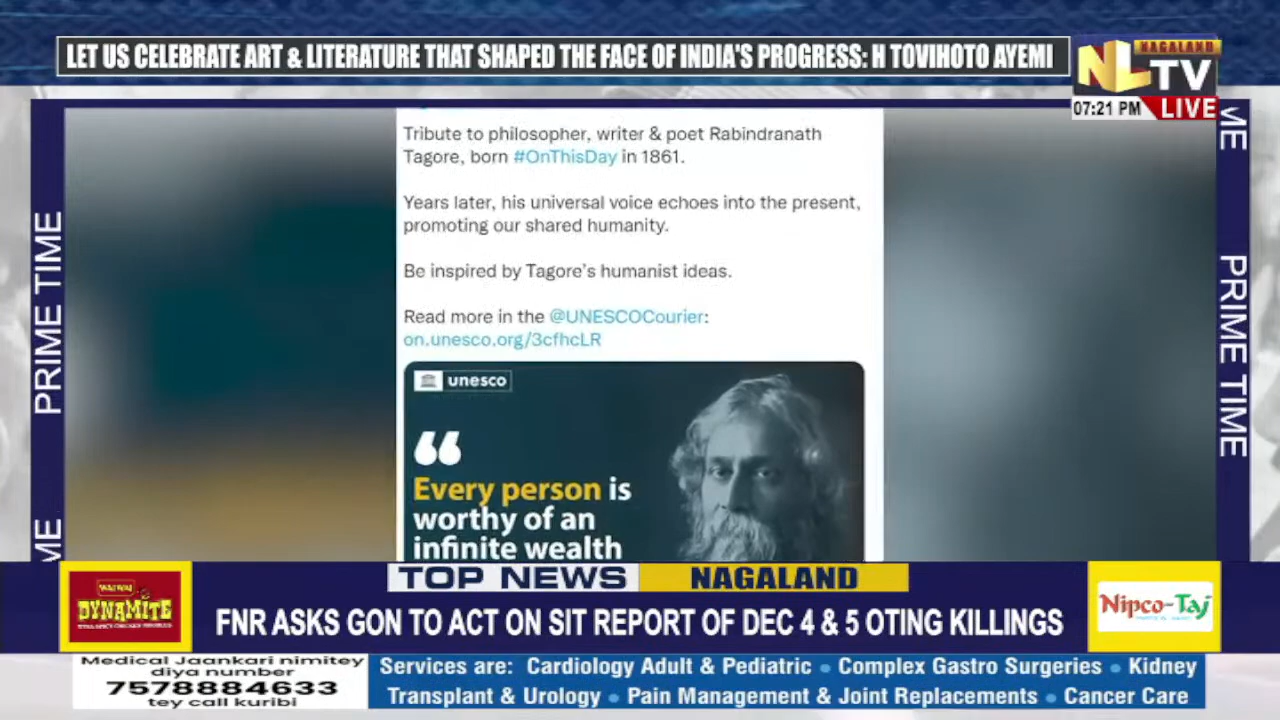 LET US CELEBRATE ART & LITERATURE THAT SHAPED THE FACE OF INDIA'S PROGRESS: H TOVIHOTO AYEMI
NAGALAND
NLTV
07:21 PM LIVE
Tribute to philosopher, writer & poet Rabindranath
Tagore, born #OnThisDay in 1861.
Years later, his universal voice echoes into the present,
promoting our shared humanity.
Be inspired by Tagore's humanist ideas.
Read more in the @UNESCOCourier:
on.unesco.org/3cfhcLR
unesco
Every person is
worthy of an
infinite wealth
PRIME TIME
ME
ME
PRIME TIME
TOP NEWS NAGALAND
WAI WAI
DYNAMITE
FNR ASKS GON TO ACT ON SIT REPORT OF DEC 4 & 5 OTING KILLINGS
Nipco-Taj
Medical Jaankari nimitey
diya number
7578884633
tey call kuribi
Services are: Cardiology Adult & Pediatric • Complex Gastro Surgeries • Kidney
Transplant & Urology • Pain Management & Joint Replacements • Cancer Care